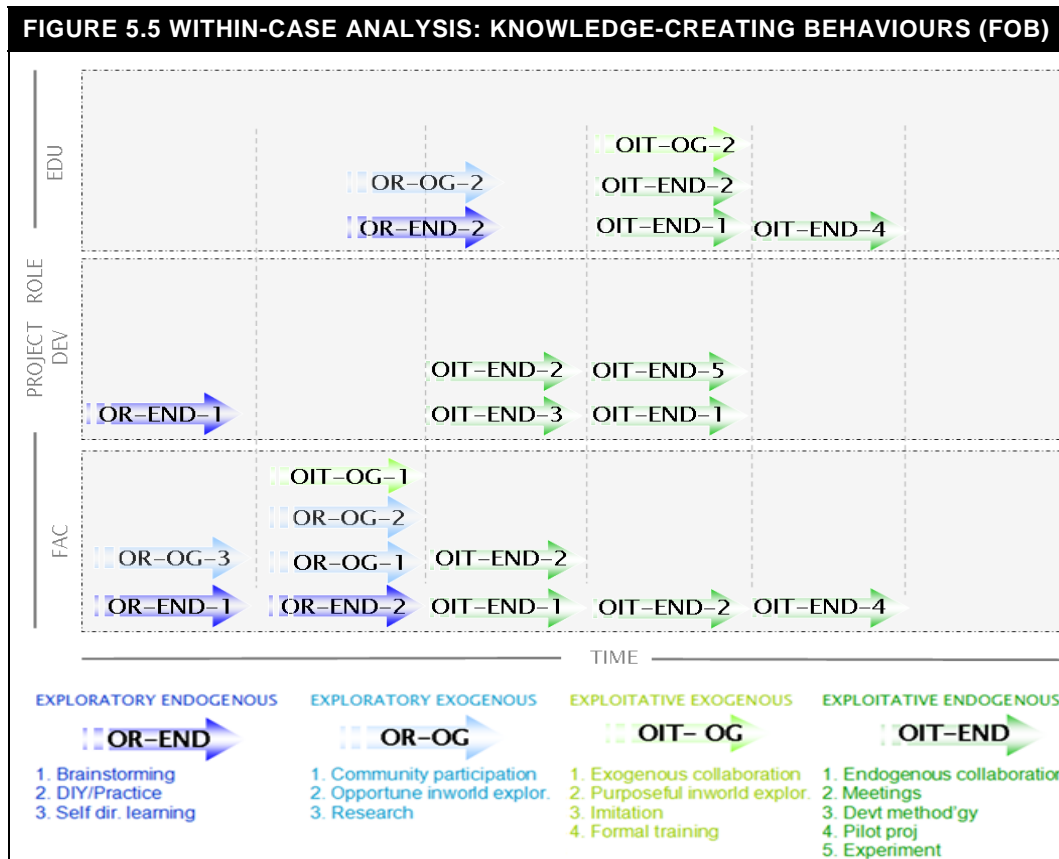 FIGURE 5.5 WITHIN-CASE ANALYSIS: KNOWLEDGE-CREATING BEHAVIOURS (FOB)
PROJECT ROLE
EDU
OIT-OG-2
OR-OG-2
OIT-END-2
OR-END-2
OIT-END-1
OIT-END-4
DEV
OIT-END-2
OIT-END-5
OR-END-1
OIT-END-3
OIT-END-1
FAC
OIT-OG-1
OR-OG-2
OR-OG-3
OR-OG-1
OIT-END-2
OR-END-1
OR-END-2
OIT-END-1
OIT-END-2
OIT-END-4
TIME
EXPLORATORY ENDOGENOUS
OR-END
1. Brainstorming
2. DIY/Practice
3. Self dir. learning
EXPLORATORY EXOGENOUS
OR-OG
1. Community participation
2. Opportune inworld explor.
3. Research
EXPLOITATIVE EXOGENOUS
OIT- OG
1. Exogenous collaboration
2. Purposeful inworld explor.
3. Imitation
4. Formal training
EXPLOITATIVE ENDOGENOUS
OIT-END
1. Endogenous collaboration
2. Meetings
3. Devt method'gy
4. Pilot proj
5. Experiment